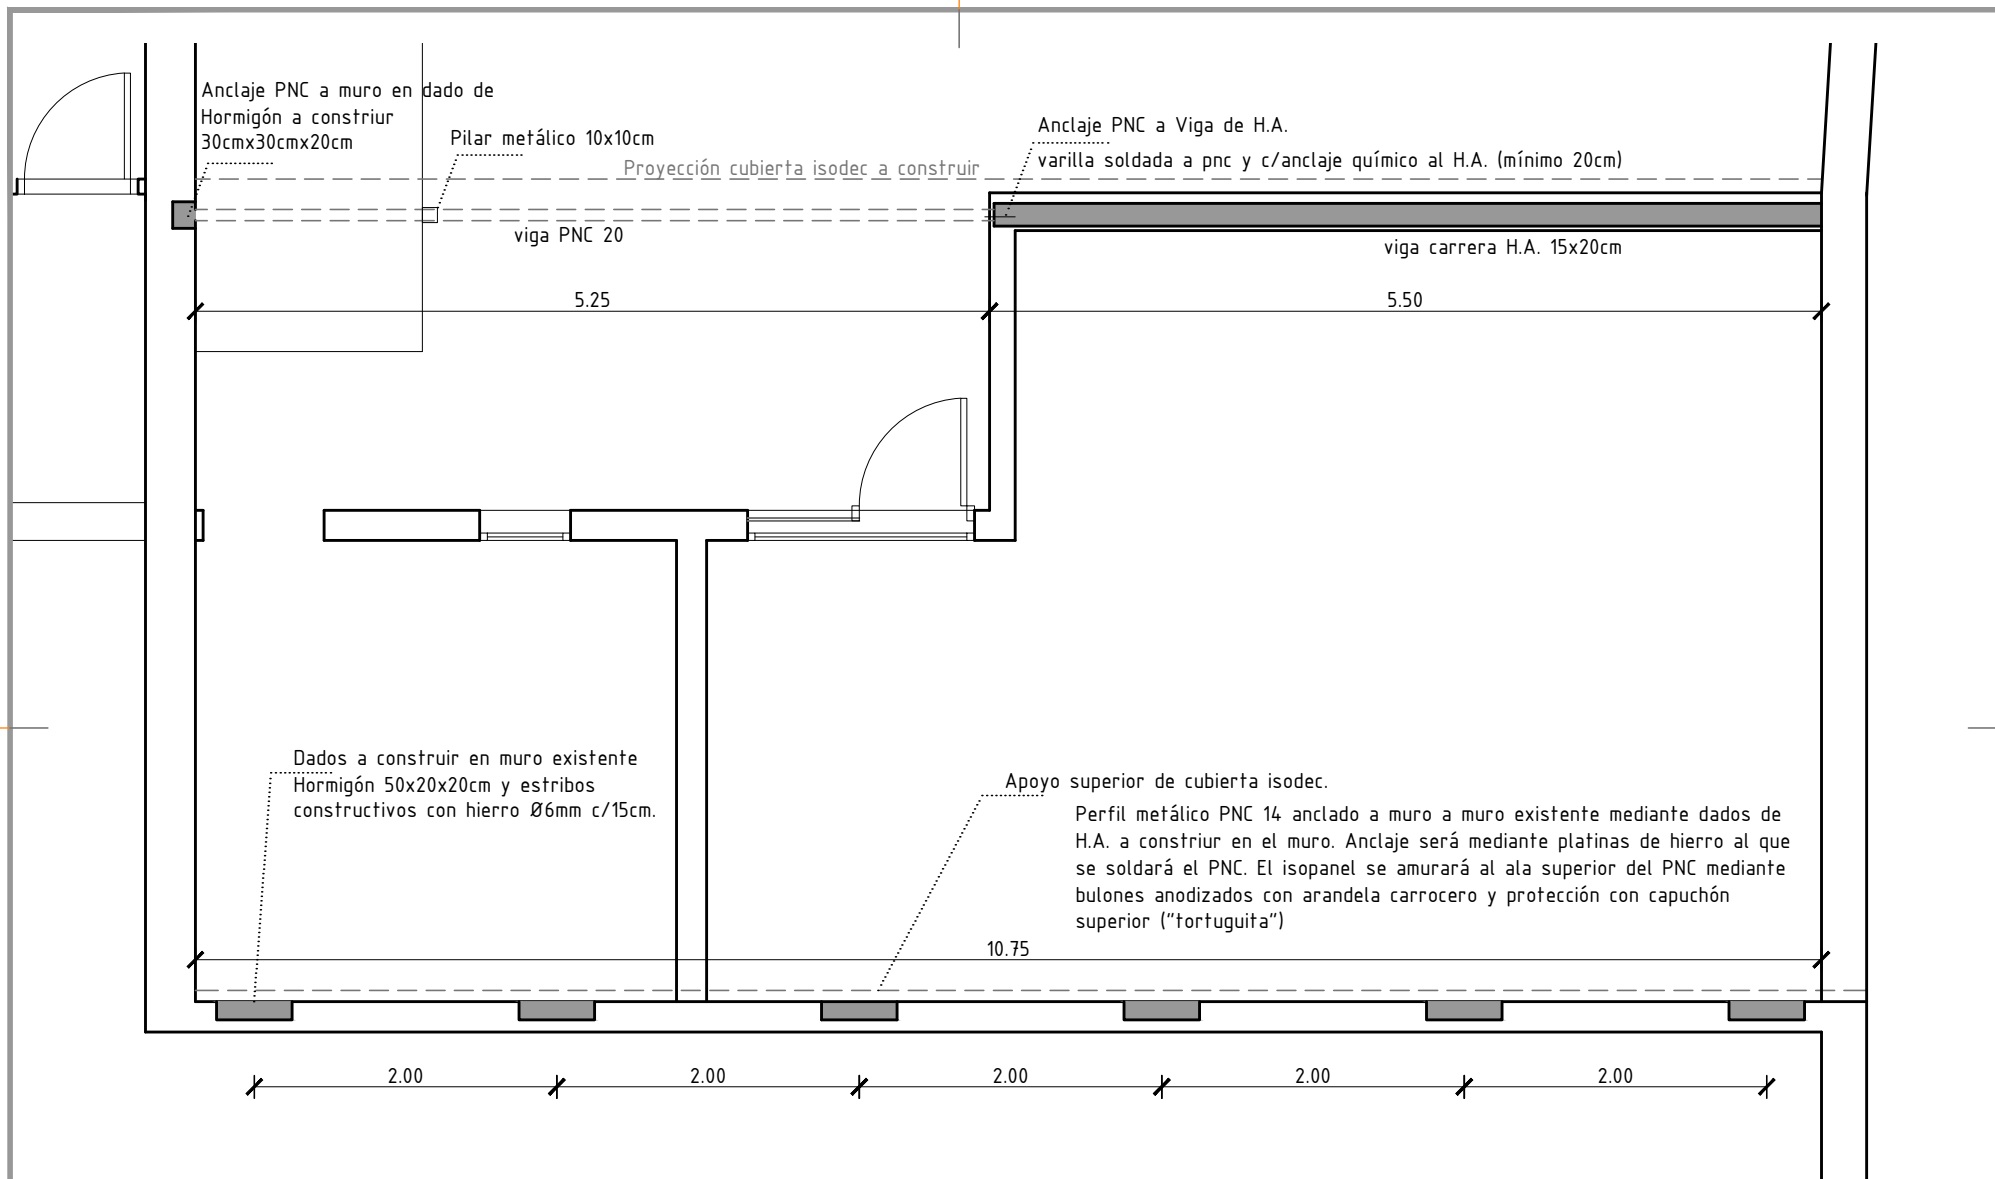 Anclaje PNC a muro en dado de
Hormigón a constriur
30cmx30cmx20cm
Pilar metálico 10x10cm
Proyección cubierta isodec a construir
Anclaje PNC a Viga de H.A.
varilla soldada a pnc y c/anclaje químico al H.A. (mínimo 20cm)
viga PNC 20
viga carrera H.A. 15x20cm
5.25
5.50
Dados a construir en muro existente
Hormigón 50x20x20cm y estribos
constructivos con hierro Ø6mm c/15cm.
Apoyo superior de cubierta isodec.
Perfil metálico PNC 14 anclado a muro a muro existente mediante dados de
H.A. a constriur en el muro. Anclaje será mediante platinas de hierro al que
se soldará el PNC. El isopanel se amurará al ala superior del PNC mediante
bulones anodizados con arandela carrocero y protección con capuchón
superior ("tortuguita")
10.75
2.00
2.00
2.00
2.00
2.00